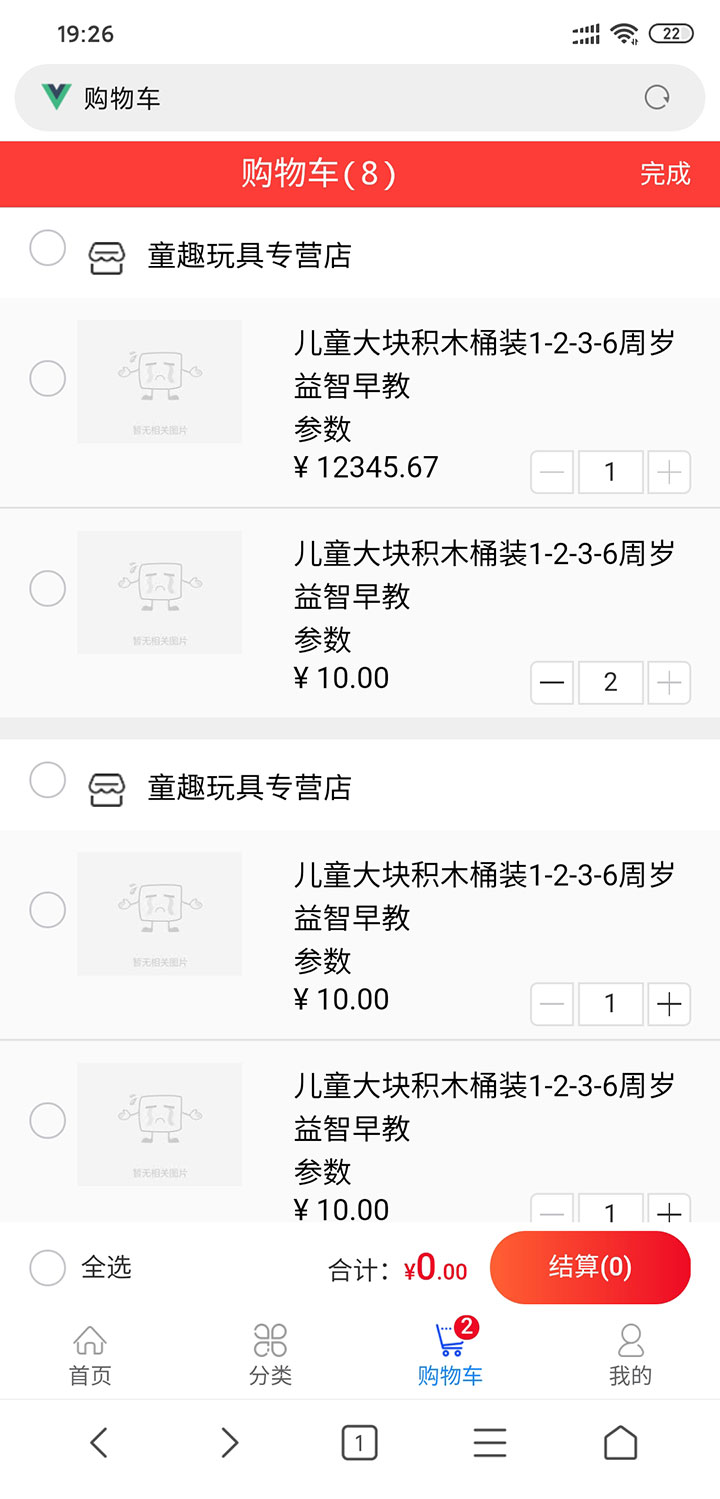 19:26
22
购物车
购物车(8)
完成
童趣玩具专营店
儿童大块积木桶装1-2-3-6周岁
益智早教
参数
¥ 12345.67
1
暂无相关图片
儿童大块积木桶装1-2-3-6周岁
益智早教
参数
¥ 10.00
2
暂无相关图片
童趣玩具专营店
儿童大块积木桶装1-2-3-6周岁
益智早教
参数
¥ 10.00
1
暂无相关图片
儿童大块积木桶装1-2-3-6周岁
益智早教
参数
¥ 10.00
1
暂无相关图片
全选
合计：¥0.00
结算(0)
2
首页
分类
购物车
我的
1